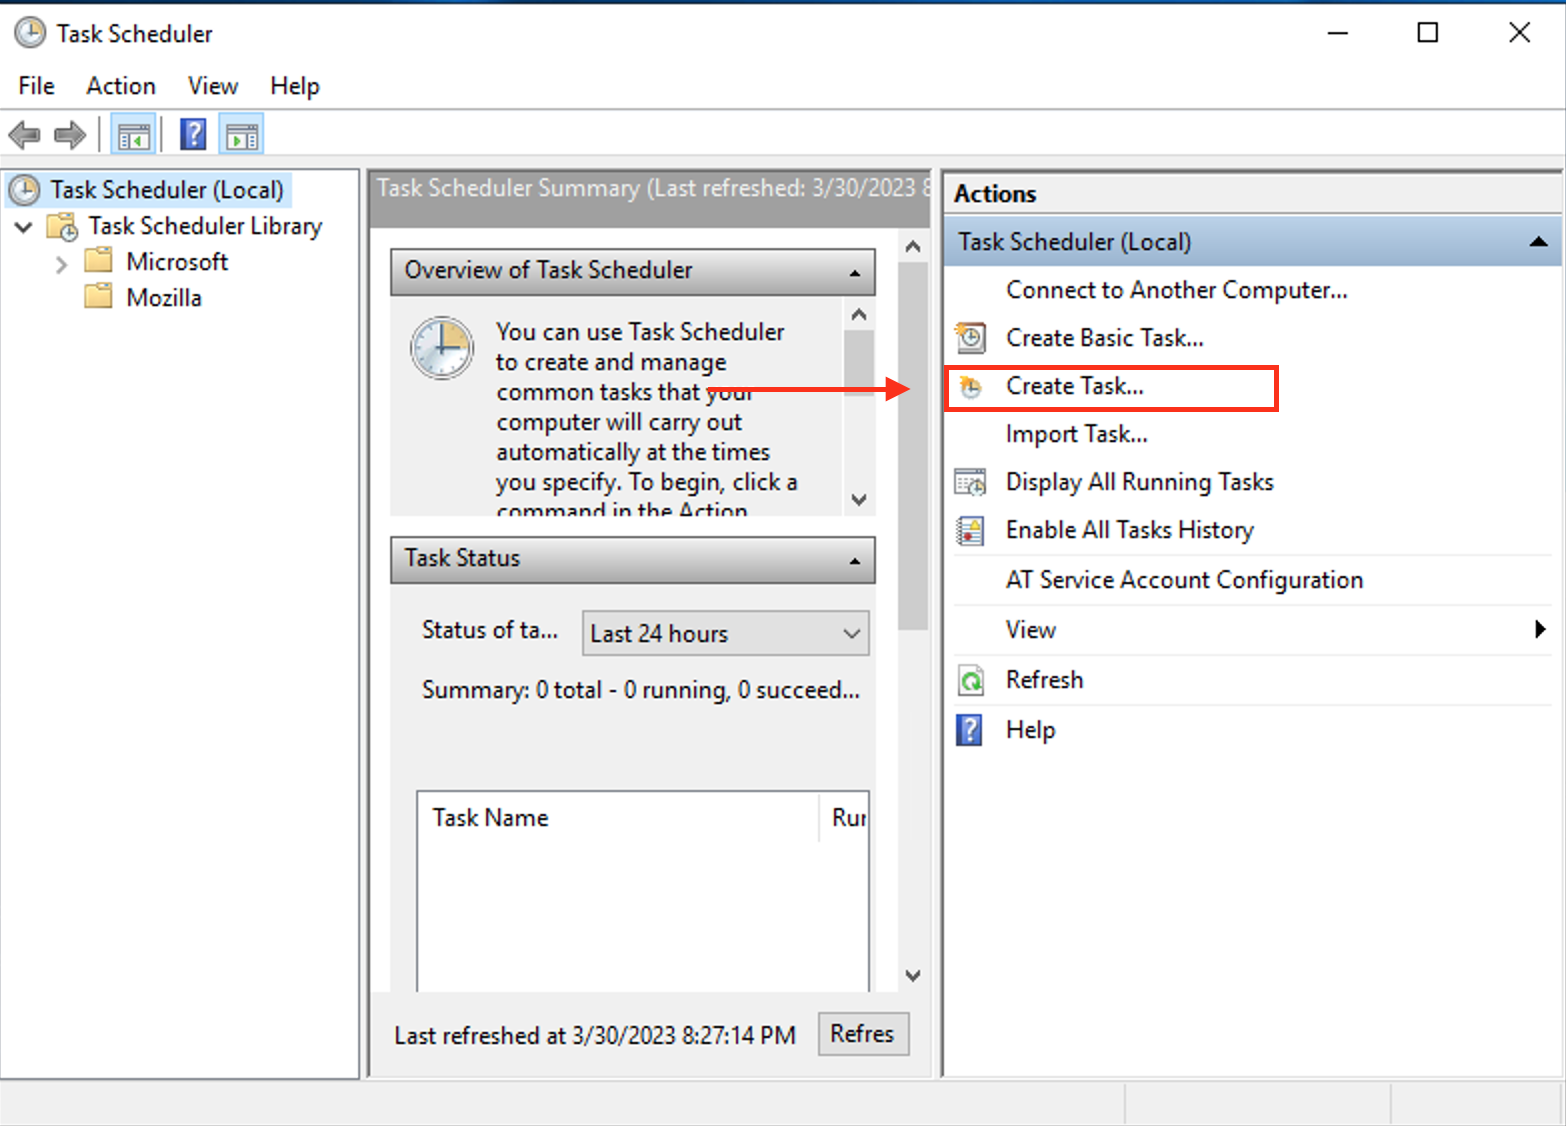 Task Scheduler
File Action View Help
Task Scheduler (Local)
Task Scheduler Library
Microsoft
Mozilla
Task Scheduler Summary (Last refreshed: 3/30/2023 8
Overview of Task Scheduler
You can use Task Scheduler
to create and manage
common tasks that your
computer will carry out
automatically at the times
you specify. To begin, click a
command in the Action
Task Status
Status of ta...
Last 24 hours
Summary: 0 total - 0 running, 0 succeed...
Task Name
Rur
Last refreshed at 3/30/2023 8:27:14 PM
Refres
Actions
Task Scheduler (Local)
Connect to Another Computer...
Create Basic Task...
Create Task...
Import Task...
Display All Running Tasks
Enable All Tasks History
AT Service Account Configuration
View
Refresh
Help